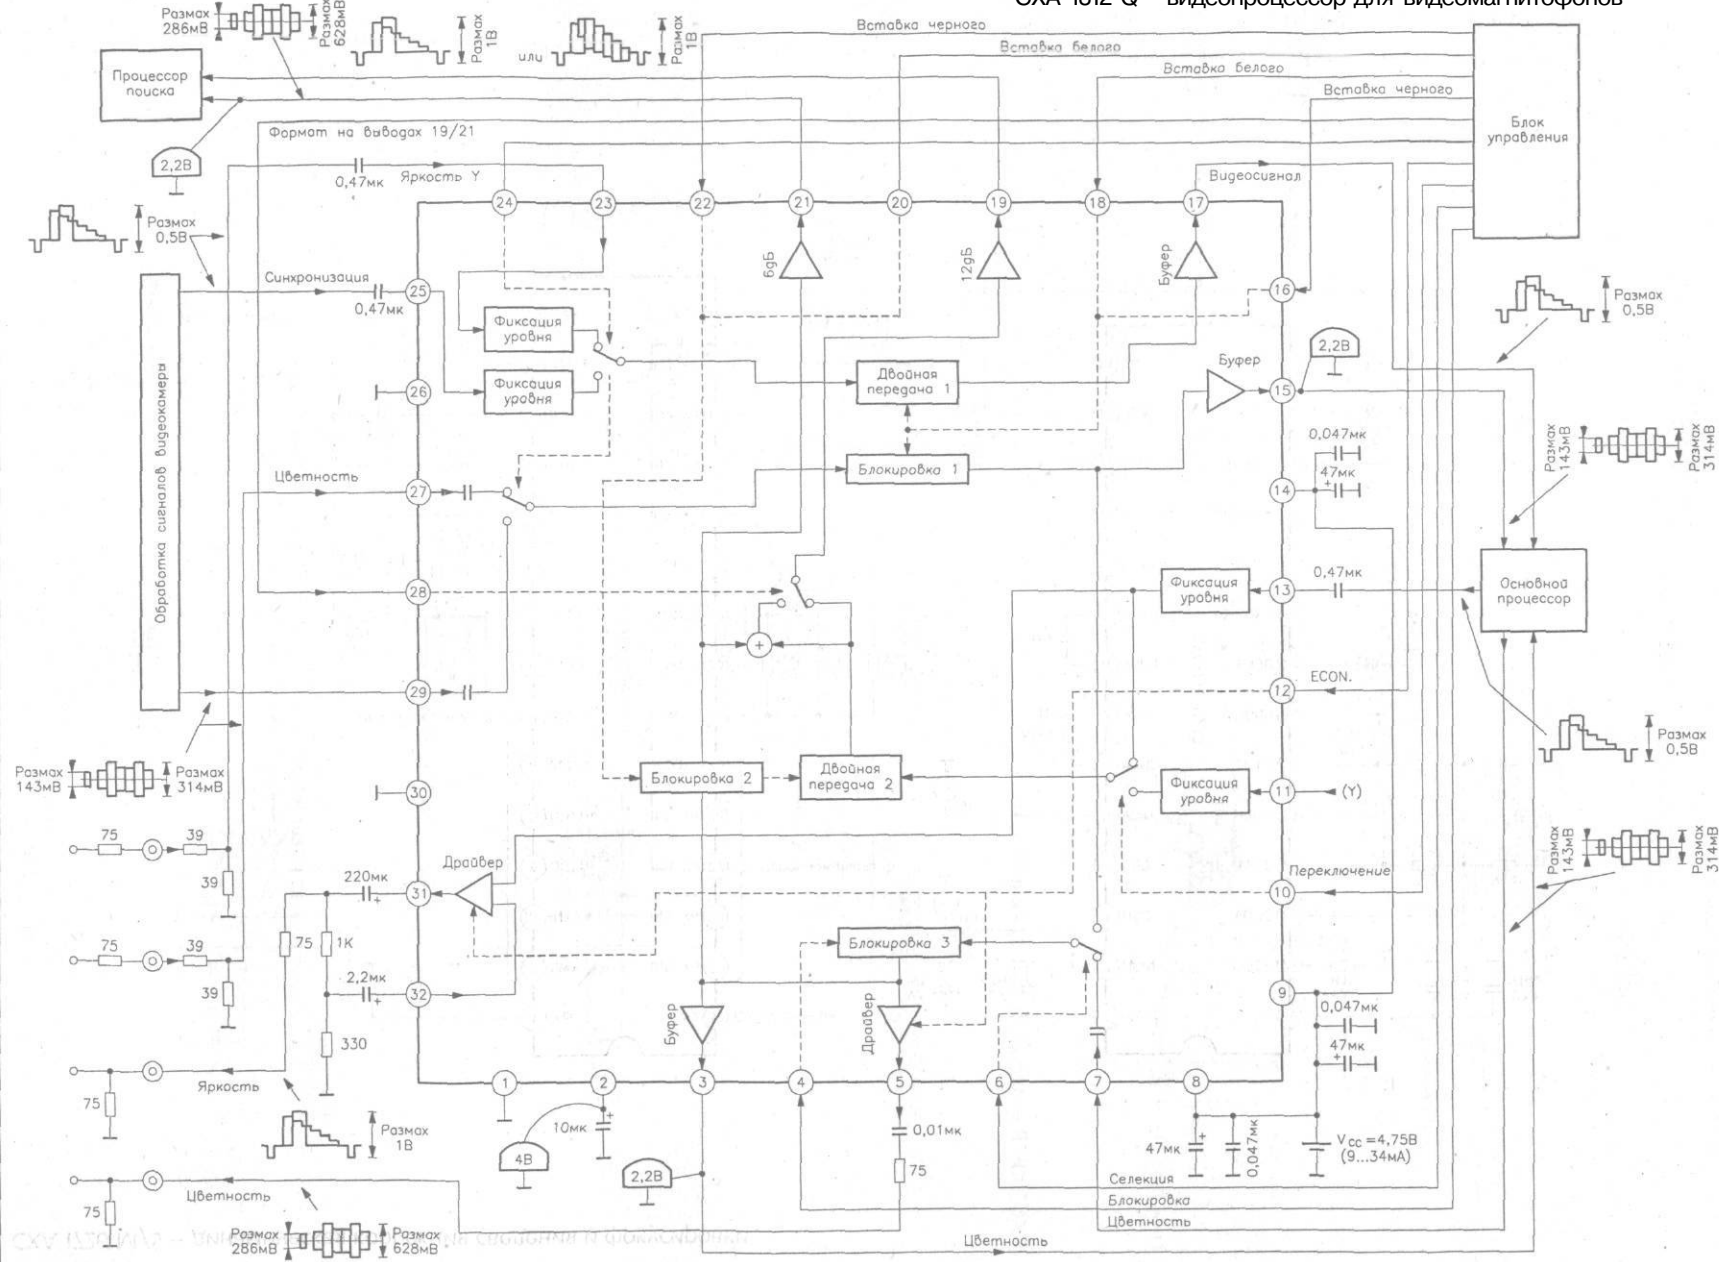 видеопроцессор для видеомагнитофонов
Размах
286мВ
Размах
628мВ
Размах
1В
или
Размах
1В
Вставка черного
Вставка белого
Вставка белого
Вставка черного
Процессор
поиска
Блок
управления
Формат на выводах 19/21
2,2В
0,47мк
Яркость Y
Видеосигнал
24
23
22
21
20
19
18
17
Размах
0,5В
Синхронизация
0,47мк
25
6дБ
12дБ
Буфер
16
Размах
0,5В
Фиксация
уровня
Фиксация
уровня
26
Двойная
передача 1
Буфер
2,2В
15
Обработка сигналов видеокамеры
Цветность
27
Блокировка 1
0,047мк
47мк
+
14
Размах
143мВ
Размах
314мВ
28
Фиксация
уровня
13
0,47мк
Основной
процессор
+
29
12
ECON.
Размах
0,5В
Размах
143мВ
Размах
314мВ
30
Блокировка 2
Двойная
передача 2
Фиксация
уровня
11
(Y)
75
39
39
Драйвер
220мк
+
31
Переключение
10
Размах
143мВ
Размах
314мВ
75
39
39
75
1К
2,2мк
+
32
Блокировка 3
9
0,047мк
47мк
+
330
Буфер
Драйвер
Яркость
75
1
2
3
4
5
6
7
8
Размах
1В
10мк
+
4В
2,2В
0,01мк
75
47мк
+
0,047мк
Vcc=4,75В
(9...34мА)
Селекция
Блокировка
Цветность
Цветность
75
Размах
286мВ
Размах
628мВ
Цветность